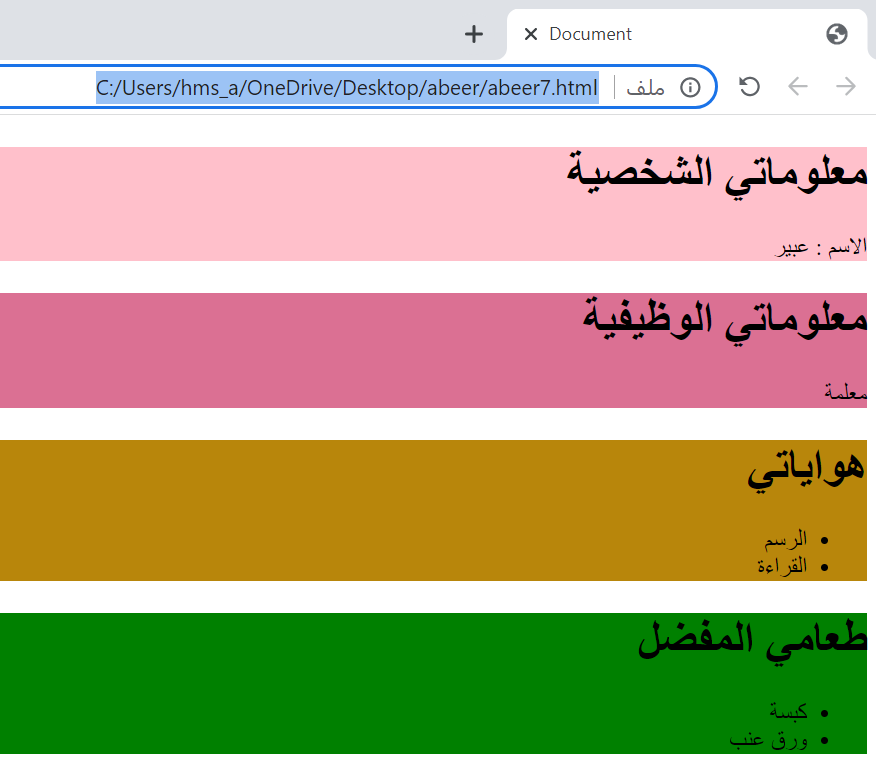 Document
ملف C:/Users/hms_a/OneDrive/Desktop/abeer/abeer7.html
معلوماتي الشخصية
الاسم : عبير
معلوماتي الوظيفية
معلمة
هواياتي
الرسم
القراءة
طعامي المفضل
كبسة
ورق عنب